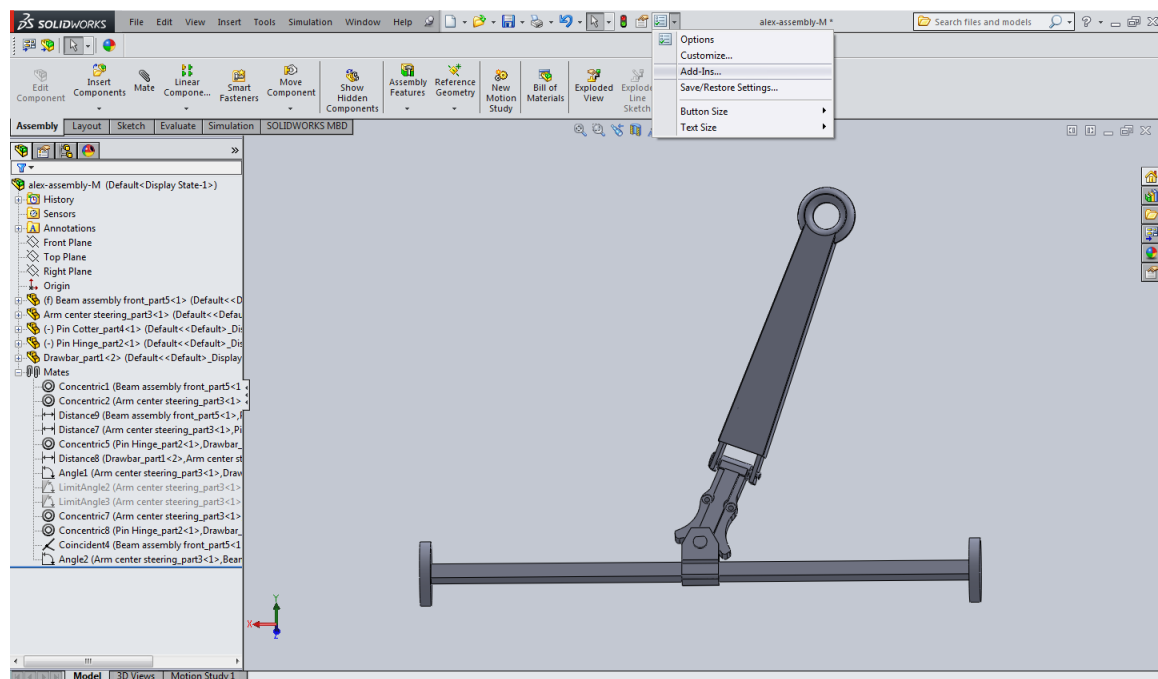 SOLIDWORKS File Edit View Insert Tools Simulation Window Help alex-assembly-M * Search files and models
Options
Customize...
Add-Ins...
Save/Restore Settings...
Button Size
Text Size
Edit Component
Insert Components
Mate
Linear Compone...
Smart Fasteners
Move Component
Show Hidden Components
Assembly Features
Reference Geometry
New Motion Study
Bill of Materials
Exploded View
Explode Line Sketch
Assembly Layout Sketch Evaluate Simulation SOLIDWORKS MBD
alex-assembly-M (Default<Display State-1>)
History
Sensors
Annotations
Front Plane
Top Plane
Right Plane
Origin
(f) Beam assembly front_part5<1> (Default<<D
Arm center steering_part3<1> (Default<<Defau
(-) Pin Cotter_part4<1> (Default<<Default>_Dis
(-) Pin Hinge_part2<1> (Default<<Default>_Dis
Drawbar_part1<2> (Default<<Default>_Display
Mates
Concentric1 (Beam assembly front_part5<1
Concentric2 (Arm center steering_part3<1>
Distance9 (Beam assembly front_part5<1>,
Distance7 (Arm center steering_part3<1>,Pi
Concentric5 (Pin Hinge_part2<1>,Drawbar_
Distance8 (Drawbar_part1<2>,Arm center st
Angle1 (Arm center steering_part3<1>,Draw
LimitAngle2 (Arm center steering_part3<1>
LimitAngle3 (Arm center steering_part3<1>
Concentric7 (Arm center steering_part3<1>
Concentric8 (Pin Hinge_part2<1>,Drawbar_
Coincident4 (Beam assembly front_part5<1
Angle2 (Arm center steering_part3<1>,Bear
Y
X
Z
Model 3D Views Motion Study 1